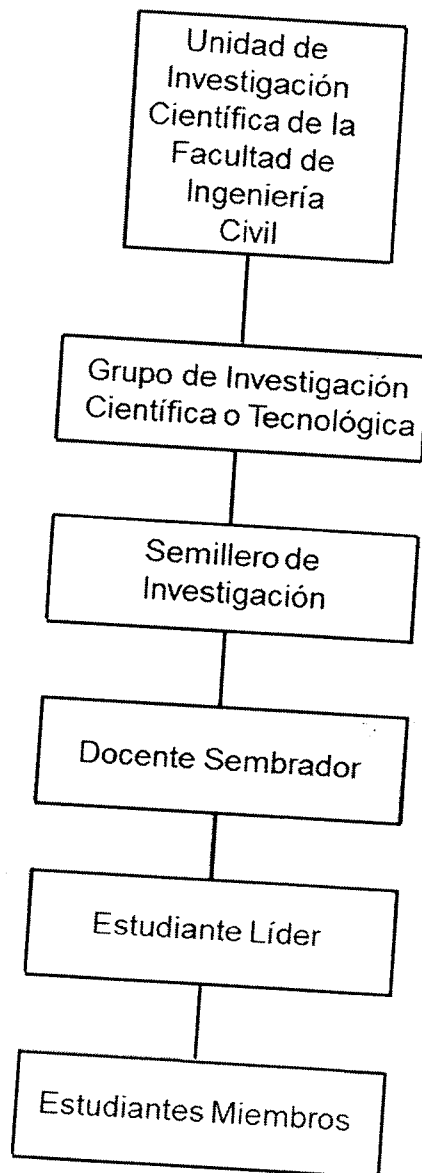 Unidad de
Investigación
Científica de la
Facultad de
Ingeniería
Civil
Grupo de Investigación
Científica o Tecnológica
Semillero de
Investigación
Docente Sembrador
Estudiante Líder
Estudiantes Miembros